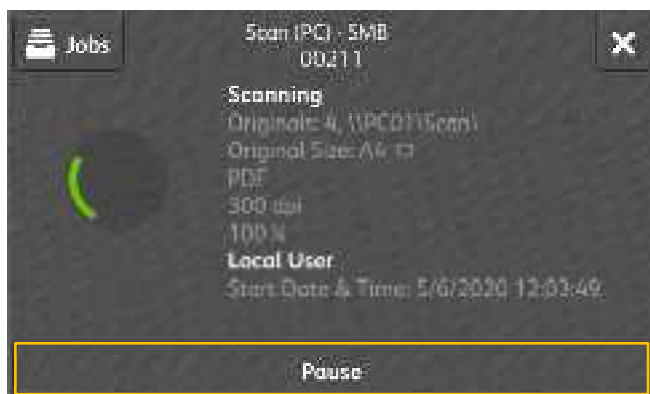 Jobs
Scan (PC) - SMB
00211
Scanning
Originals: 4, \\PC01\Scan\
Original Size: A4
PDF
300 dpi
100 %
Local User
Start Date & Time: 5/6/2020 12:03:49
Pause